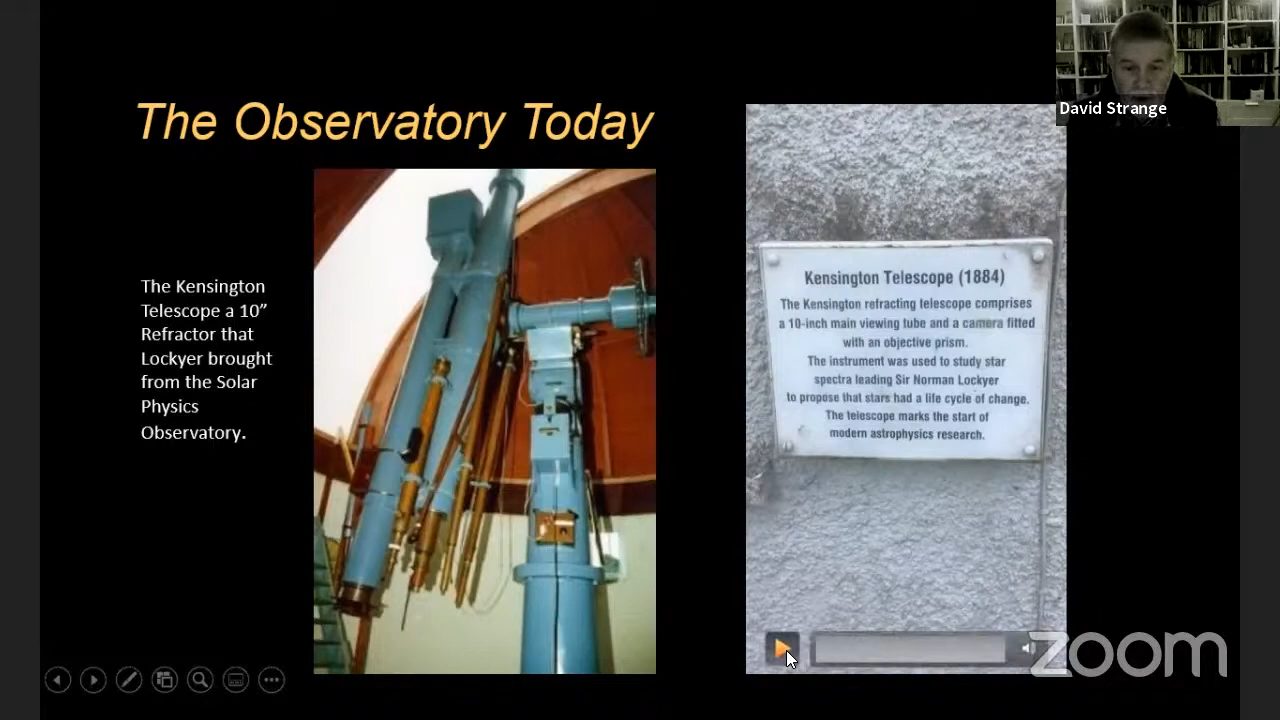 David Strange
The Observatory Today
The Kensington
Telescope a 10”
Refractor that
Lockyer brought
from the Solar
Physics
Observatory.
Kensington Telescope (1884)
The Kensington refracting telescope comprises
a 10-inch main viewing tube and a camera fitted
with an objective prism.
The instrument was used to study star
spectra leading Sir Norman Lockyer
to propose that stars had a life cycle of change.
The telescope marks the start of
modern astrophysics research.
zoom